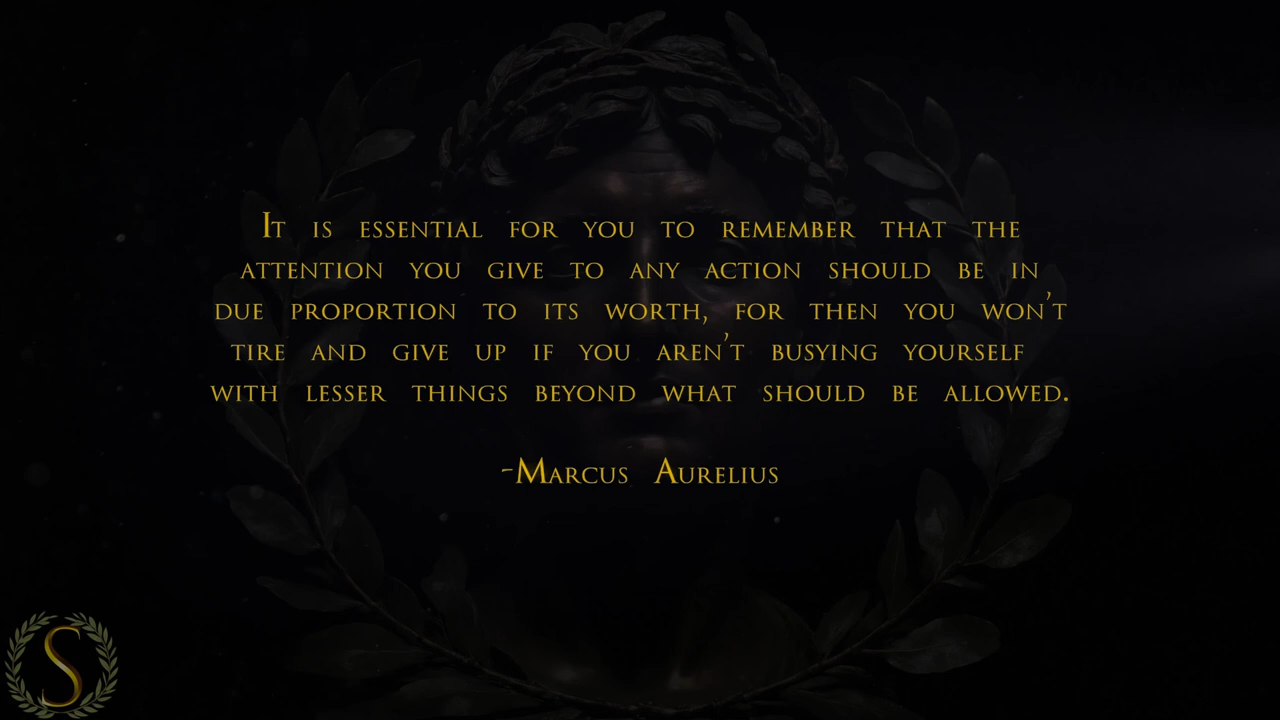 It is essential for you to remember that the
attention you give to any action should be in
due proportion to its worth, for then you won't
tire and give up if you aren't busying yourself
with lesser things beyond what should be allowed.
-Marcus Aurelius
S